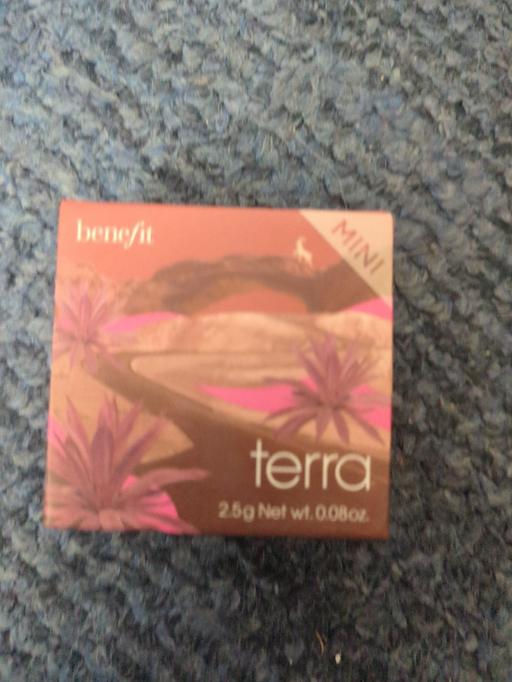 benefit
MINI
terra
2.5g Net wt. 0.08oz.